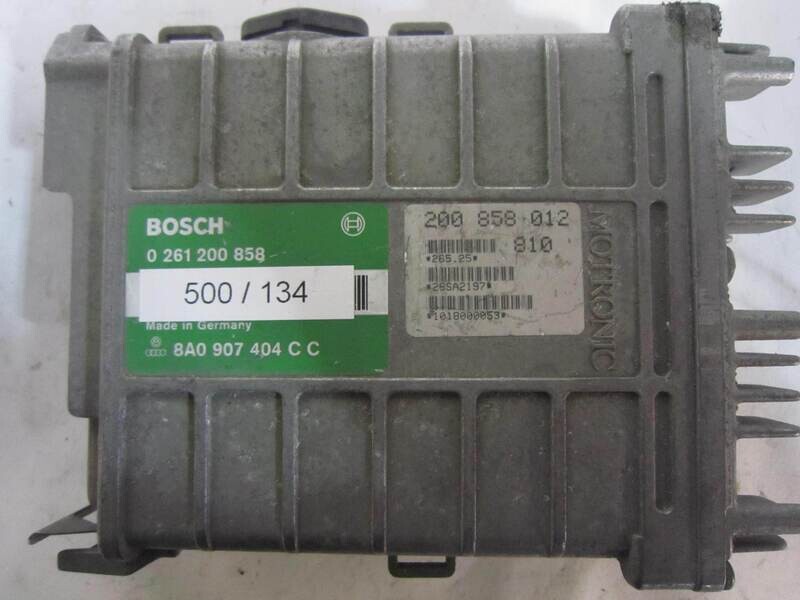 BOSCH
0 261 200 858
500 / 134
Made in Germany
8A0 907 404 C C
200 858 012
810
*265.25*
*26SA2197*
*1018000053*
MOTRONIC